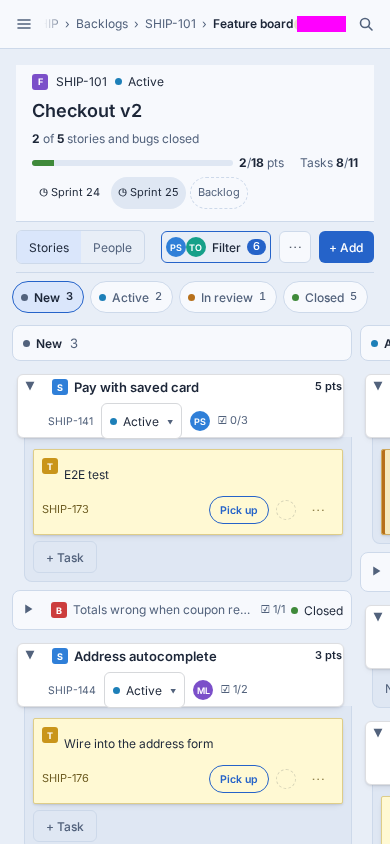 IP › Backlogs › SHIP-101 › Feature board
F SHIP-101 Active
Checkout v2
2 of 5 stories and bugs closed
2/18 pts Tasks 8/11
Sprint 24 Sprint 25 Backlog
Stories People PS TO Filter 6 ··· + Add
New 3 Active 2 In review 1 Closed 5
New 3
S Pay with saved card 5 pts
SHIP-141 Active PS 0/3
T E2E test
SHIP-173 Pick up ···
+ Task
B Totals wrong when coupon re... 1/1 Closed
S Address autocomplete 3 pts
SHIP-144 Active ML 1/2
T Wire into the address form
SHIP-176 Pick up ···
+ Task